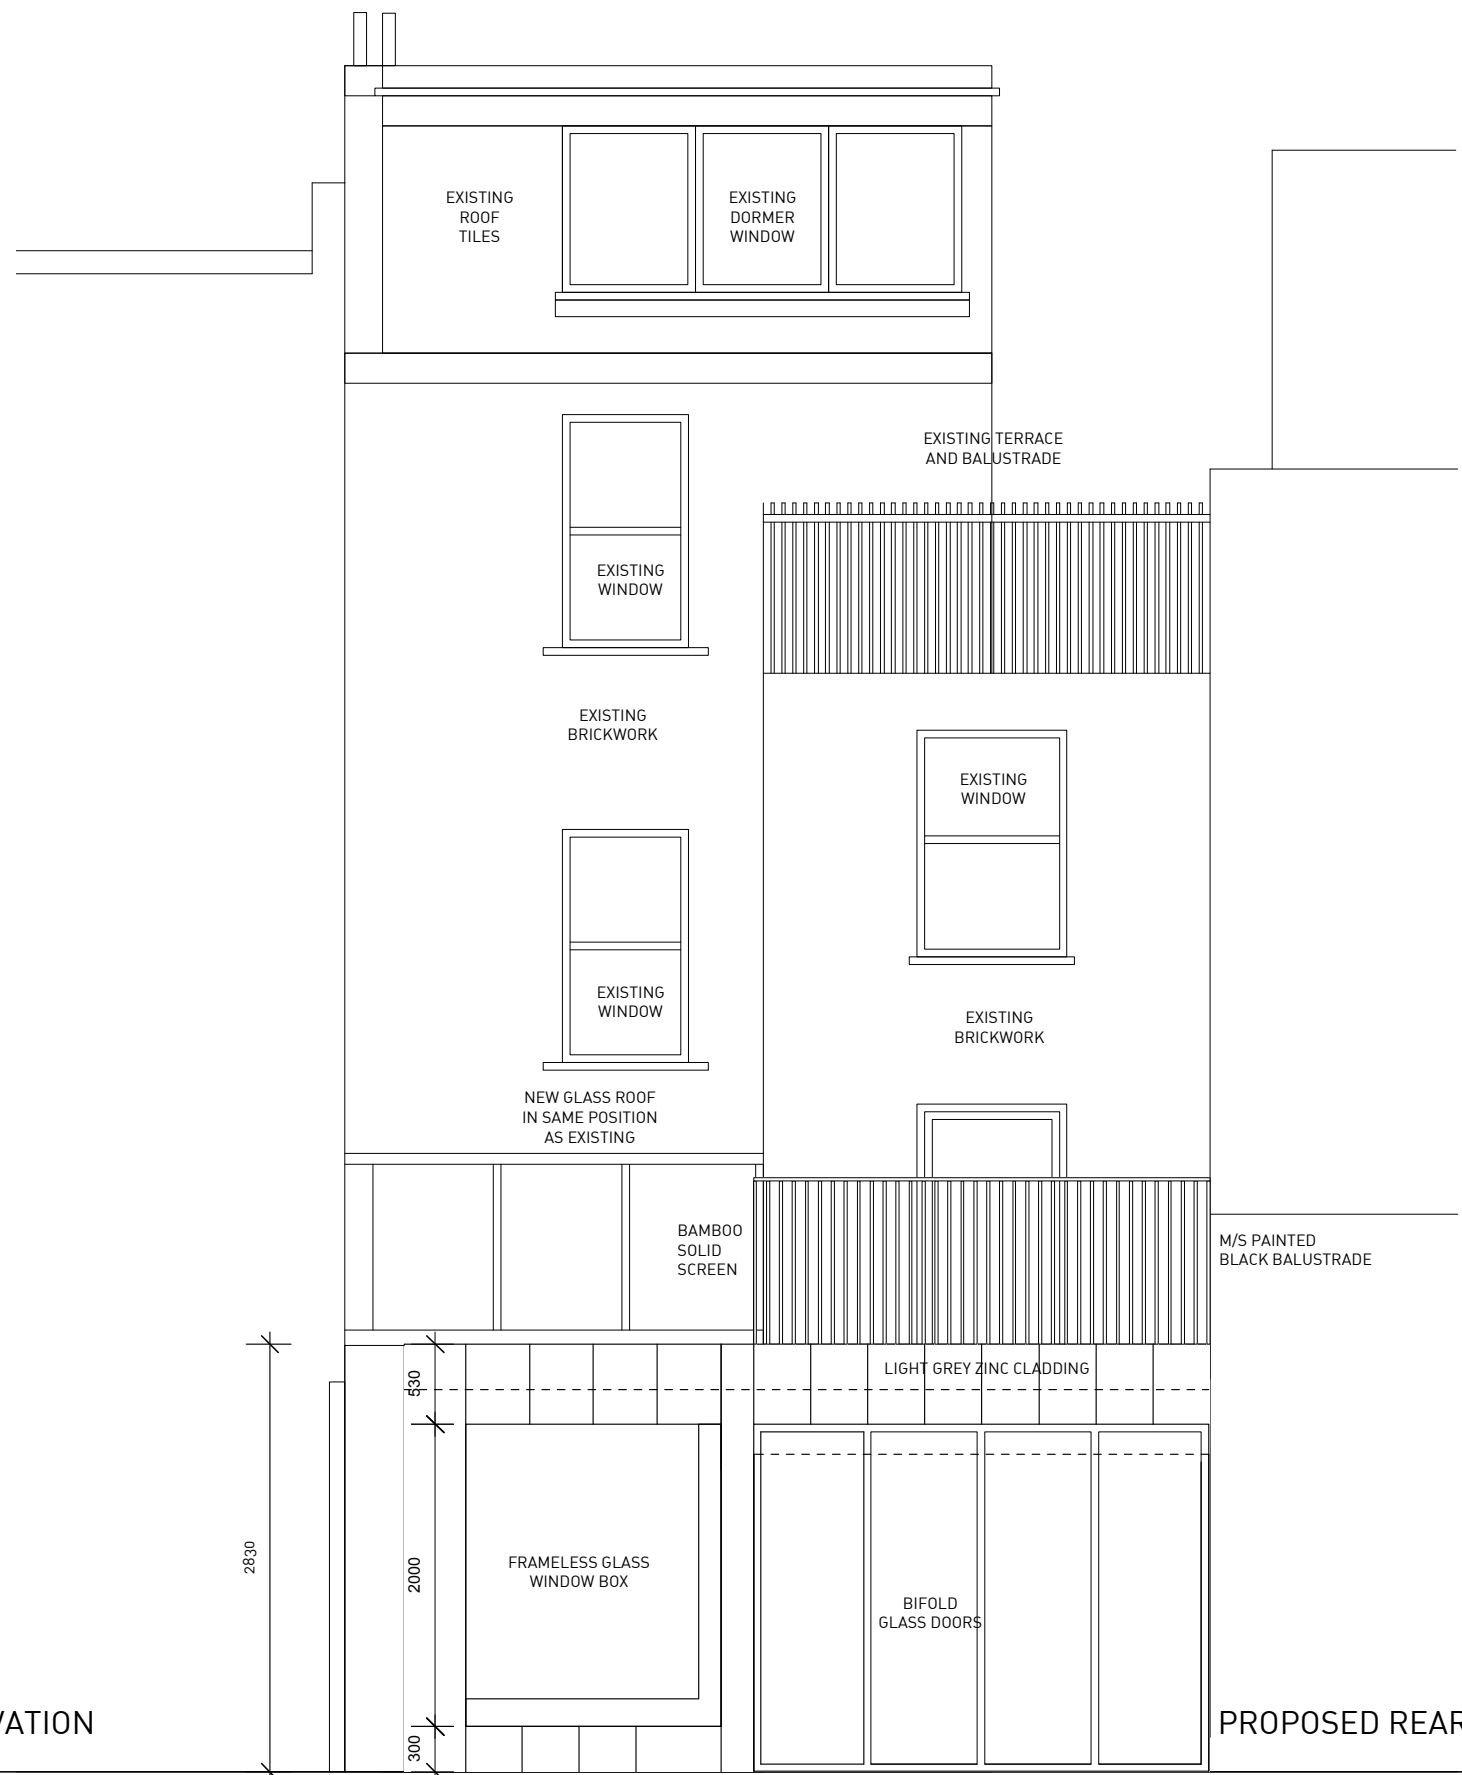 EXISTING
ROOF
TILES
EXISTING
DORMER
WINDOW
EXISTING TERRACE
AND BALUSTRADE
EXISTING
WINDOW
EXISTING
BRICKWORK
EXISTING
WINDOW
EXISTING
WINDOW
EXISTING
BRICKWORK
NEW GLASS ROOF
IN SAME POSITION
AS EXISTING
BAMBOO
SOLID
SCREEN
M/S PAINTED
BLACK BALUSTRADE
LIGHT GREY ZINC CLADDING
530
2830
2000
FRAMELESS GLASS
WINDOW BOX
BIFOLD
GLASS DOORS
300
VATION
PROPOSED REAR